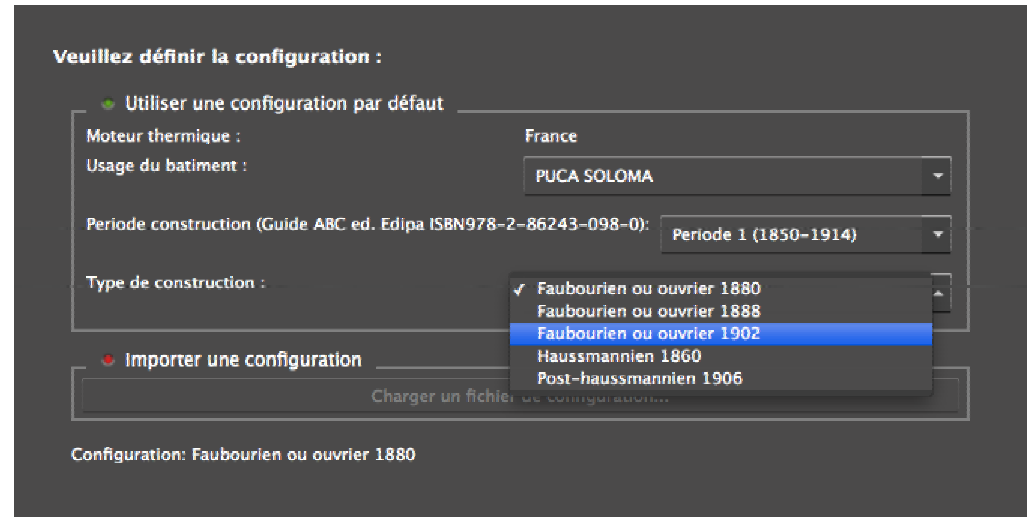 Veuillez définir la configuration :
Utiliser une configuration par défaut
Moteur thermique : France
Usage du batiment : PUCA SOLOMA
Periode construction (Guide ABC ed. Edipa ISBN978-2-86243-098-0): Periode 1 (1850-1914)
Type de construction : ✓ Faubourien ou ouvrier 1880
Faubourien ou ouvrier 1888
Faubourien ou ouvrier 1902
Haussmannien 1860
Post-haussmannien 1906
Importer une configuration
Charger un fichier de configuration...
Configuration: Faubourien ou ouvrier 1880